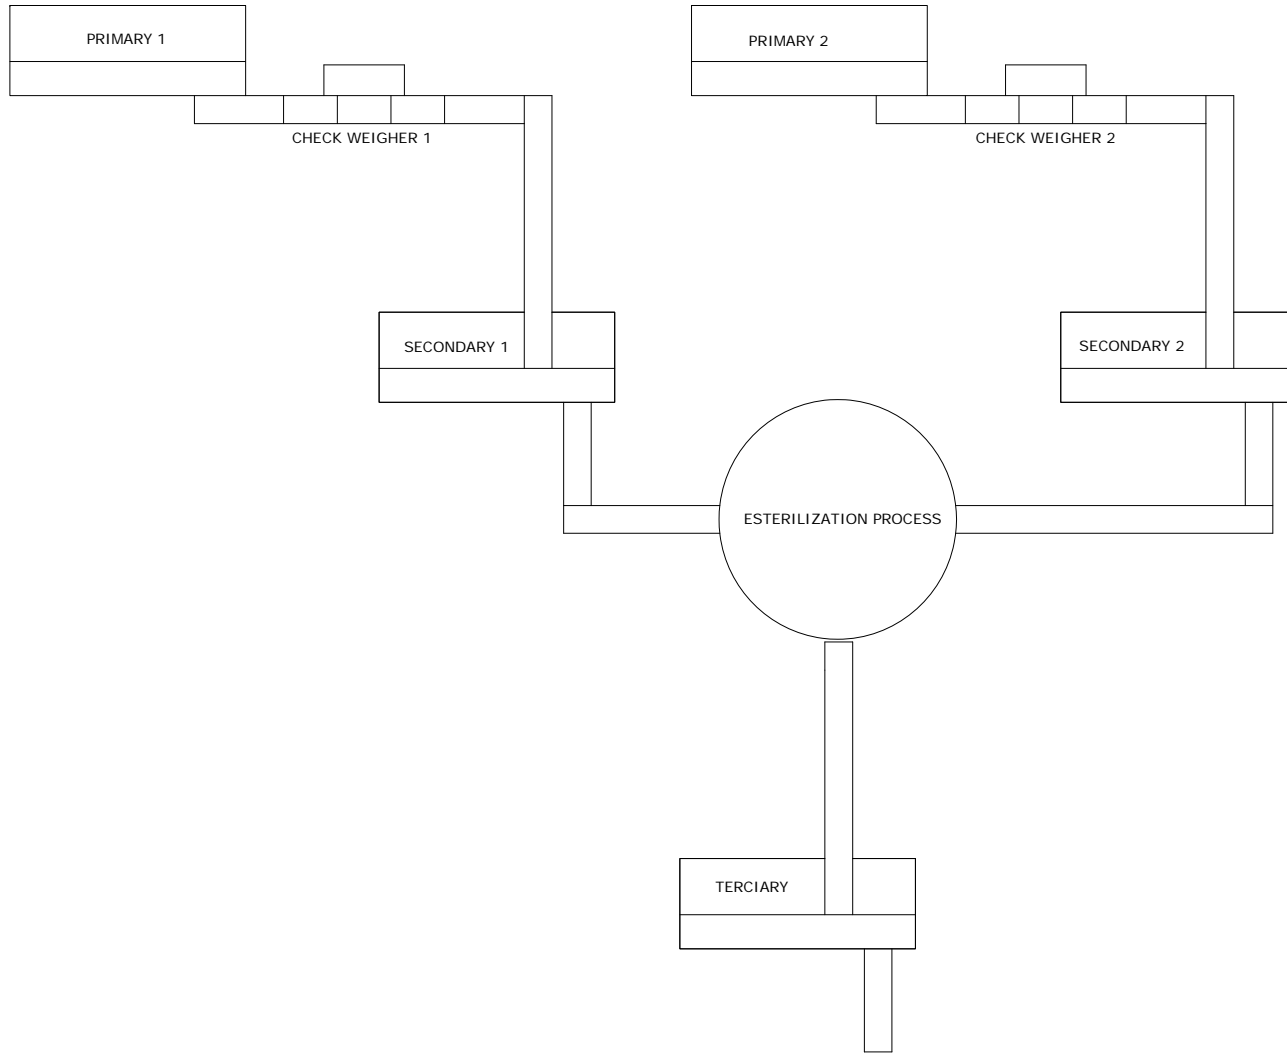 PRIMARY 1
PRIMARY 2
CHECK WEIGHER 1
CHECK WEIGHER 2
SECONDARY 1
SECONDARY 2
ESTERILIZATION PROCESS
TERCIARY